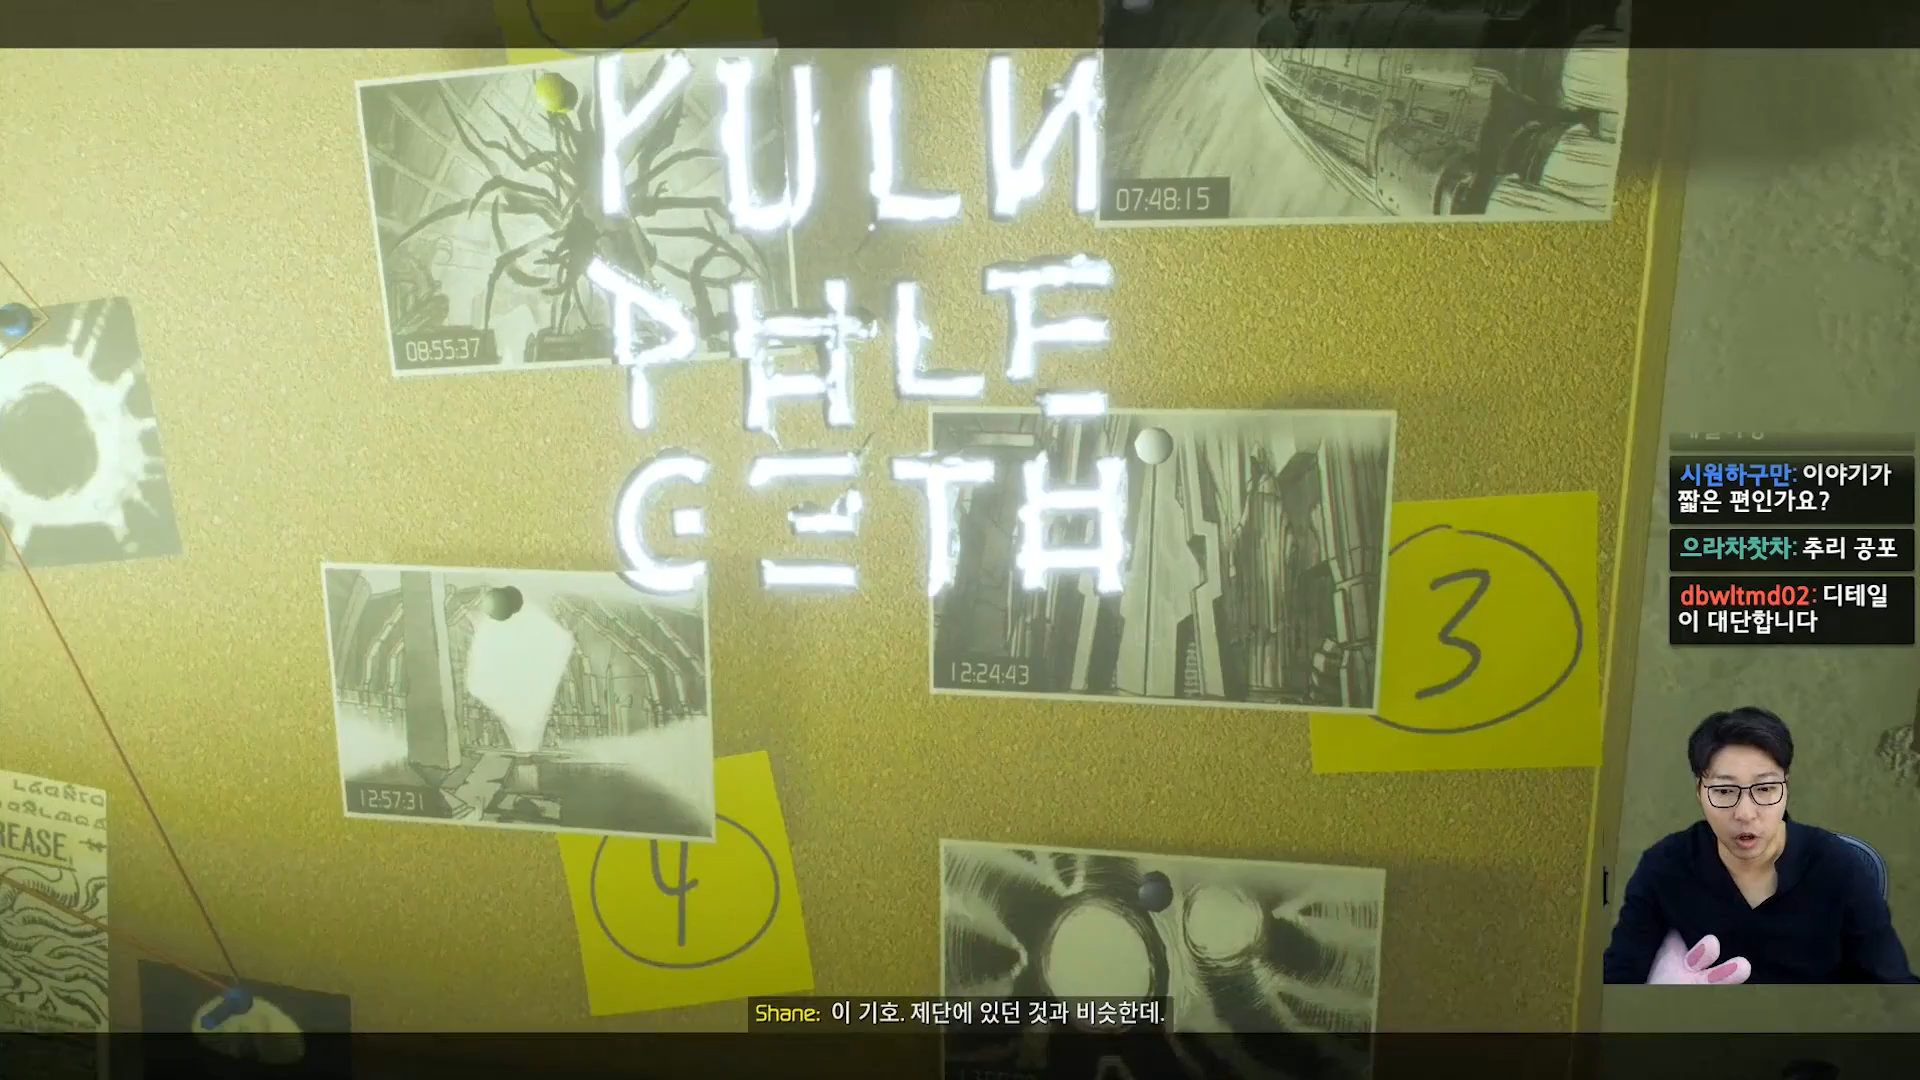 YULN
07:48:15
PHLE
08:55:37
GETH
시원하구만: 이야기가
짧은 편인가요?
으라차찻차: 추리 공포
dbwltmd02: 디테일
이 대단합니다
3
12:24:43
12:57:31
4
REASE,
Shane: 이 기호. 제단에 있던 것과 비슷한데.